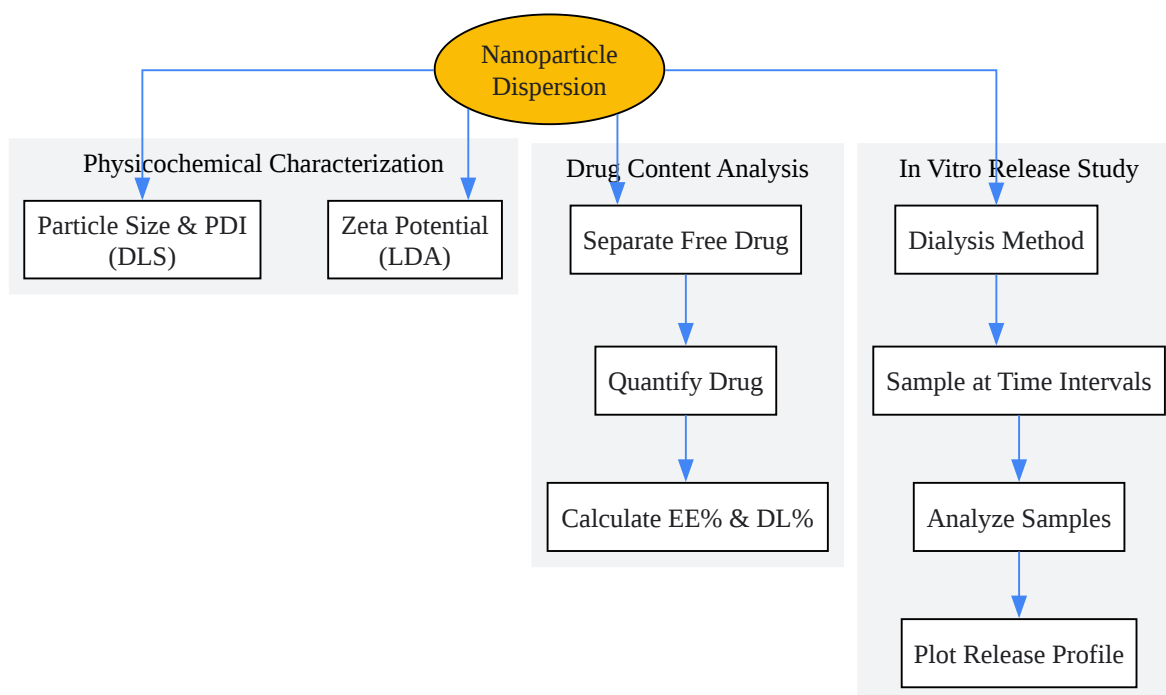 Nanoparticle
Dispersion
Physicochemical Characterization
Particle Size & PDI
(DLS)
Zeta Potential
(LDA)
Drug Content Analysis
Separate Free Drug
Quantify Drug
Calculate EE% & DL%
In Vitro Release Study
Dialysis Method
Sample at Time Intervals
Analyze Samples
Plot Release Profile